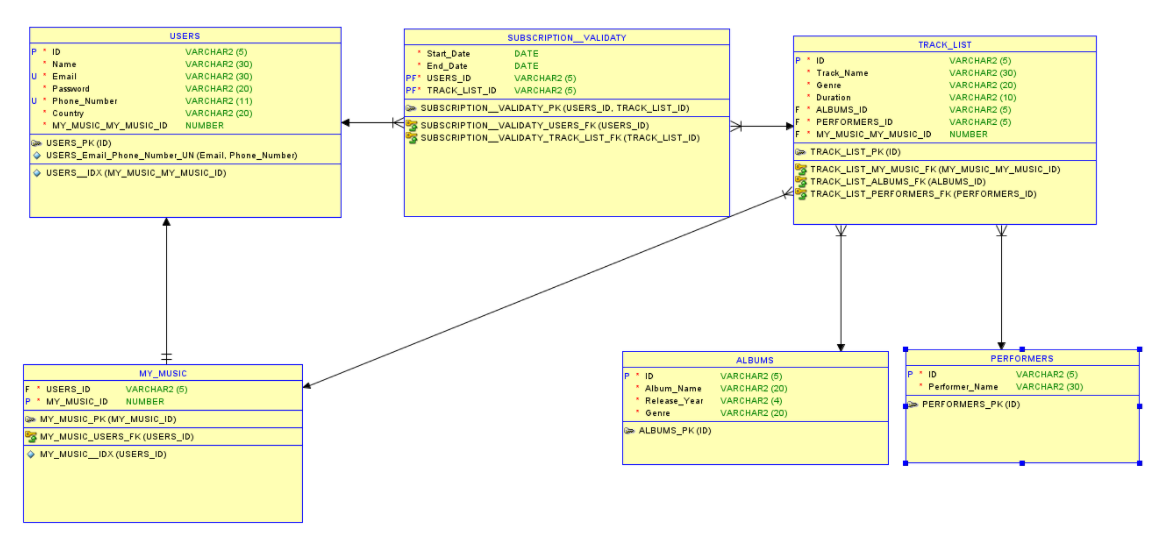 USERS
P * ID VARCHAR2 (5)
* Name VARCHAR2 (30)
U * Email VARCHAR2 (30)
* Password VARCHAR2 (20)
U * Phone_Number VARCHAR2 (11)
* Country VARCHAR2 (20)
* MY_MUSIC_MY_MUSIC_ID NUMBER
USERS_PK (ID)
USERS_Email_Phone_Number_UN (Email, Phone_Number)
USERS__IDX (MY_MUSIC_MY_MUSIC_ID)
SUBSCRIPTION__VALIDATY
* Start_Date DATE
* End_Date DATE
PF* USERS_ID VARCHAR2 (5)
PF* TRACK_LIST_ID VARCHAR2 (5)
SUBSCRIPTION__VALIDATY_PK (USERS_ID, TRACK_LIST_ID)
SUBSCRIPTION__VALIDATY_USERS_FK (USERS_ID)
SUBSCRIPTION__VALIDATY_TRACK_LIST_FK (TRACK_LIST_ID)
TRACK_LIST
P * ID VARCHAR2 (5)
* Track_Name VARCHAR2 (30)
* Genre VARCHAR2 (20)
* Duration VARCHAR2 (10)
F * ALBUMS_ID VARCHAR2 (5)
F * PERFORMERS_ID VARCHAR2 (5)
F * MY_MUSIC_MY_MUSIC_ID NUMBER
TRACK_LIST_PK (ID)
TRACK_LIST_MY_MUSIC_FK (MY_MUSIC_MY_MUSIC_ID)
TRACK_LIST_ALBUMS_FK (ALBUMS_ID)
TRACK_LIST_PERFORMERS_FK (PERFORMERS_ID)
MY_MUSIC
F * USERS_ID VARCHAR2 (5)
P * MY_MUSIC_ID NUMBER
MY_MUSIC_PK (MY_MUSIC_ID)
MY_MUSIC_USERS_FK (USERS_ID)
MY_MUSIC__IDX (USERS_ID)
ALBUMS
P * ID VARCHAR2 (5)
* Album_Name VARCHAR2 (20)
* Release_Year VARCHAR2 (4)
* Genre VARCHAR2 (20)
ALBUMS_PK (ID)
PERFORMERS
P * ID VARCHAR2 (5)
* Performer_Name VARCHAR2 (30)
PERFORMERS_PK (ID)